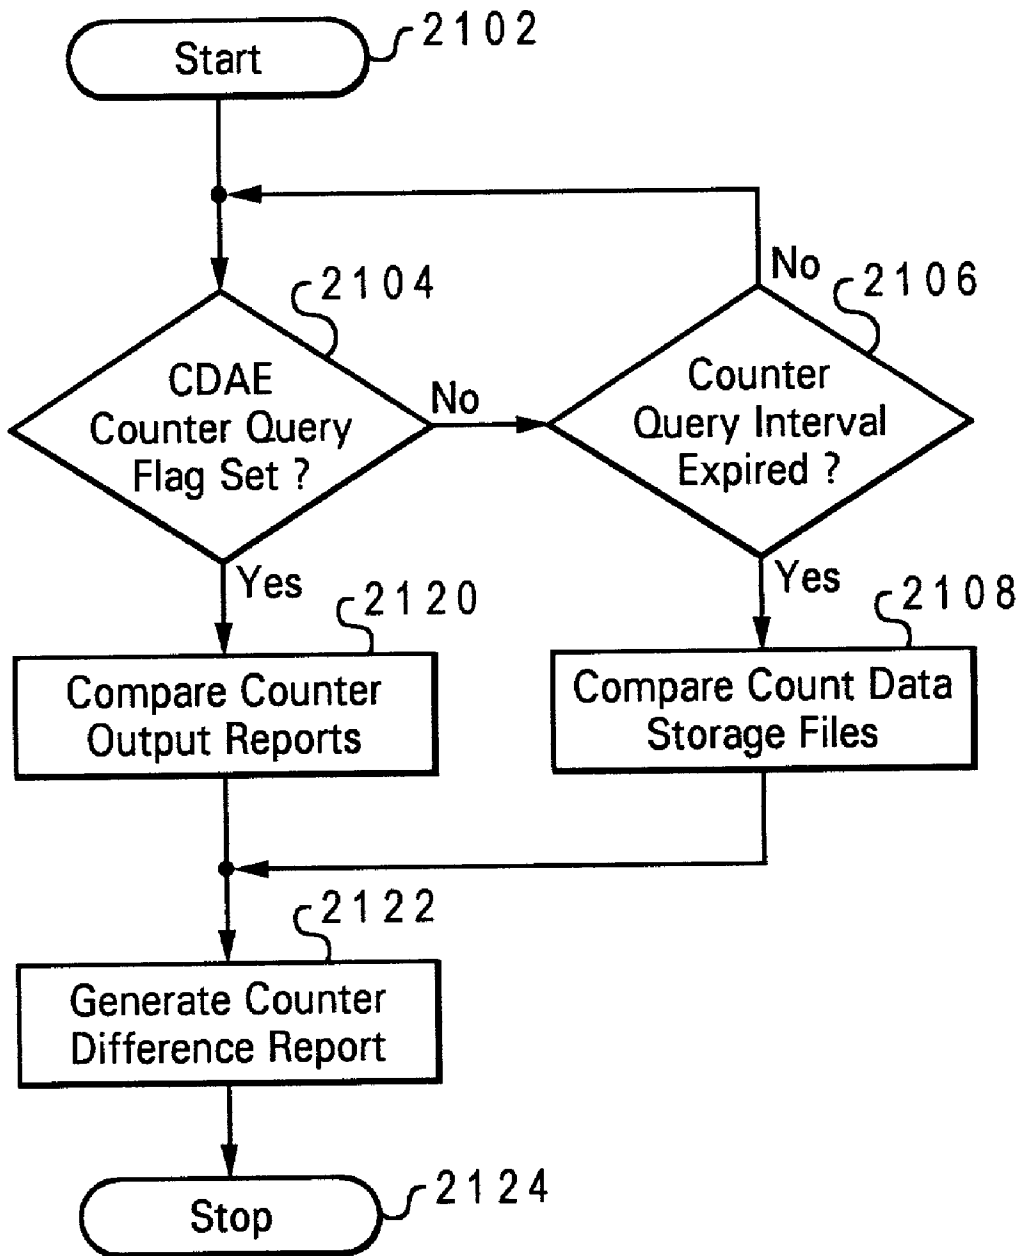 Start
2102
No
2104
2106
CDAE
Counter Query
Flag Set ?
No
Counter
Query Interval
Expired ?
Yes
Yes
2120
2108
Compare Counter
Output Reports
Compare Count Data
Storage Files
2122
Generate Counter
Difference Report
Stop
2124